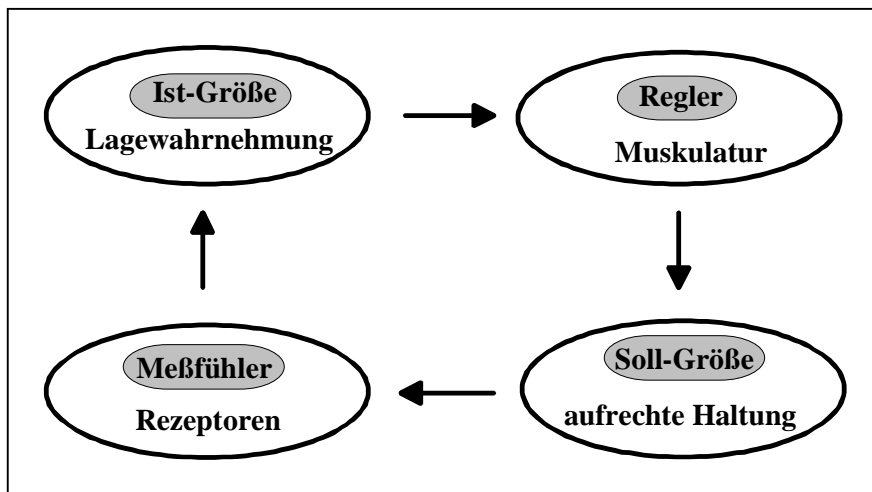 Ist-Größe
Lagewahrnehmung
Regler
Muskulatur
Meßfühler
Rezeptoren
Soll-Größe
aufrechte Haltung